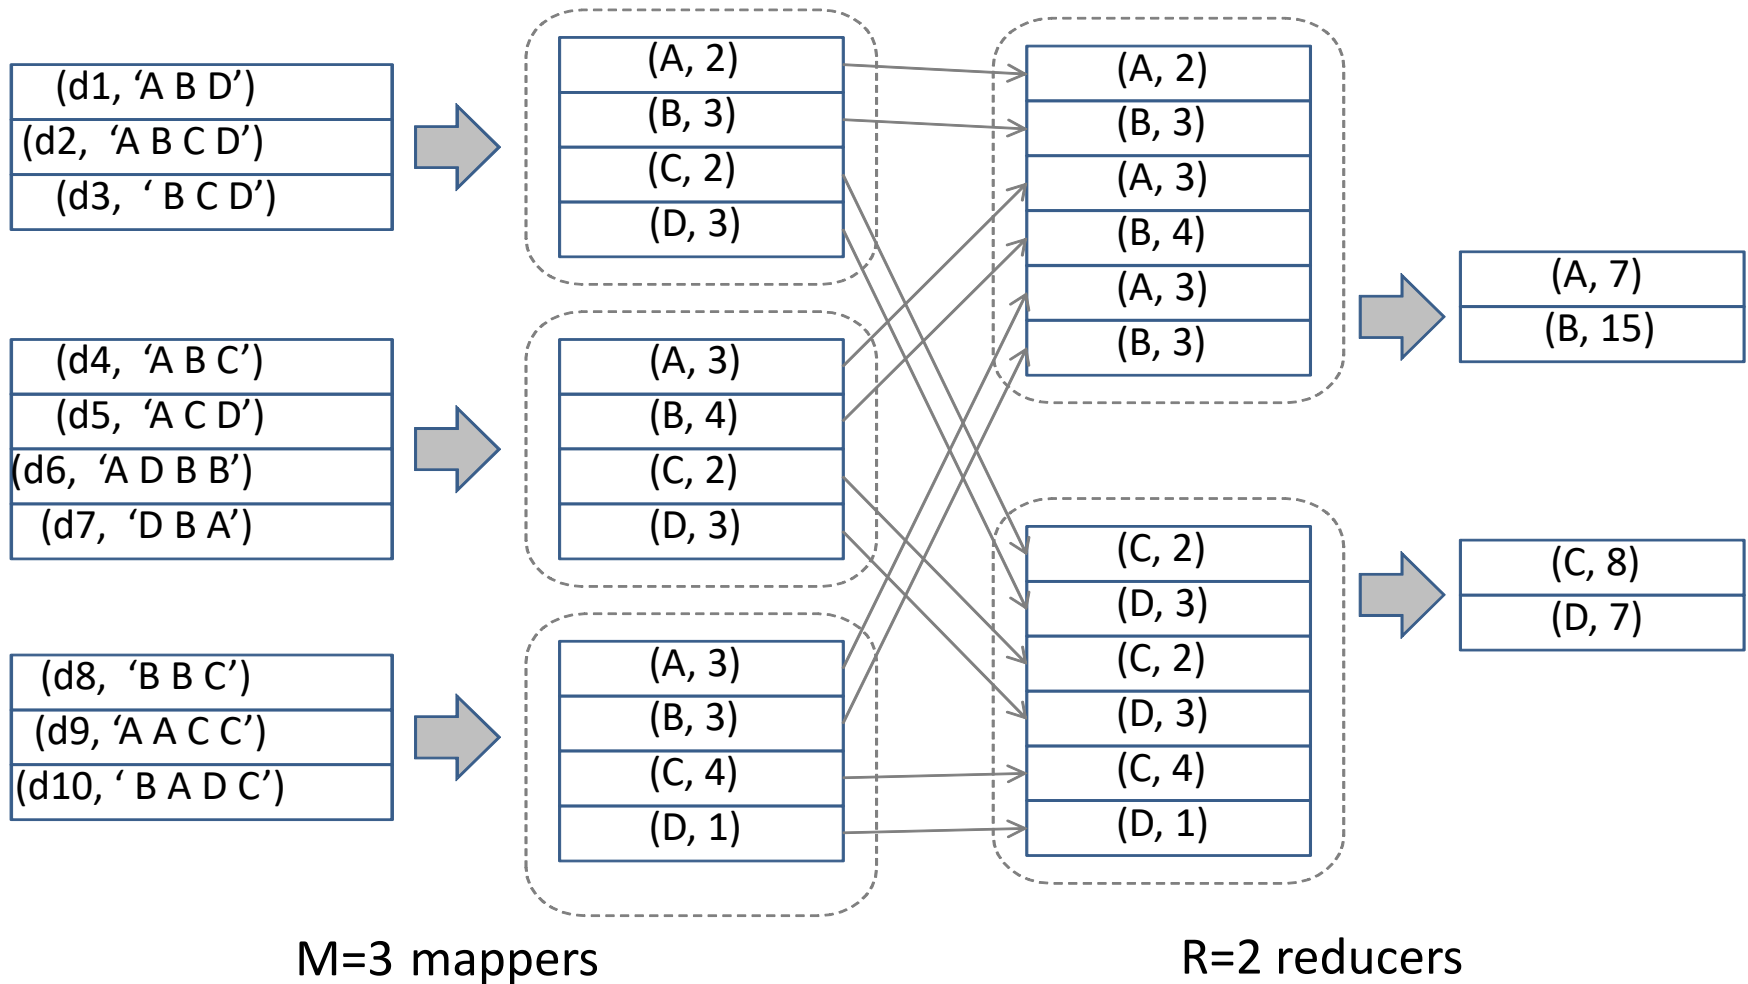 (d1, ‘A B D’)
(d2, ‘A B C D’)
(d3, ‘ B C D’)
(d4, ‘A B C’)
(d5, ‘A C D’)
(d6, ‘A D B B’)
(d7, ‘D B A’)
(d8, ‘B B C’)
(d9, ‘A A C C’)
(d10, ‘ B A D C’)
(A, 2)
(B, 3)
(C, 2)
(D, 3)
(A, 3)
(B, 4)
(C, 2)
(D, 3)
(A, 3)
(B, 3)
(C, 4)
(D, 1)
(A, 2)
(B, 3)
(A, 3)
(B, 4)
(A, 3)
(B, 3)
(C, 2)
(D, 3)
(C, 2)
(D, 3)
(C, 4)
(D, 1)
(A, 7)
(B, 15)
(C, 8)
(D, 7)
M=3 mappers
R=2 reducers